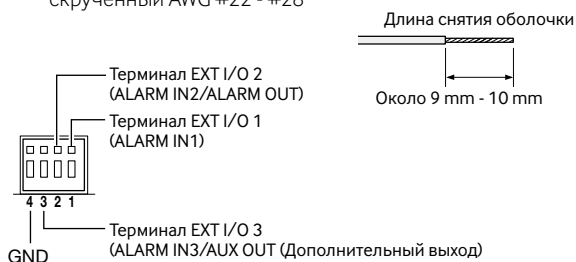 скрученный AWG #22 - #28
Длина снятия оболочки
Терминал EXT I/O 2
(ALARM IN2/ALARM OUT)
Около 9 mm - 10 mm
Терминал EXT I/O 1
(ALARM IN1)
4 3 2 1
Терминал EXT I/O 3
(ALARM IN3/AUX OUT (Дополнительный выход)
GND